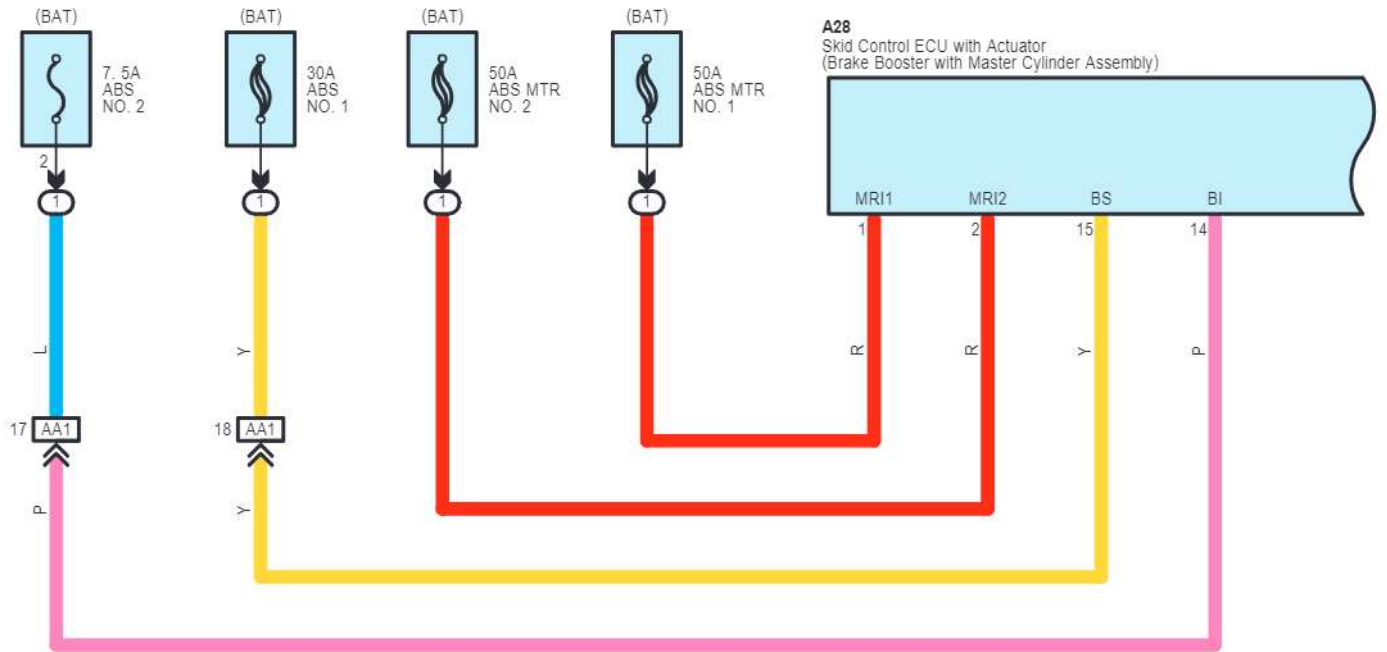 (BAT)
7. 5A
ABS
NO. 2
2
1
L
17 AA1
P
(BAT)
30A
ABS
NO. 1
1
Y
18 AA1
Y
(BAT)
50A
ABS MTR
NO. 2
1
(BAT)
50A
ABS MTR
NO. 1
1
A28
Skid Control ECU with Actuator
(Brake Booster with Master Cylinder Assembly)
MRI1 MRI2 BS BI
1 2 15 14
R R Y P